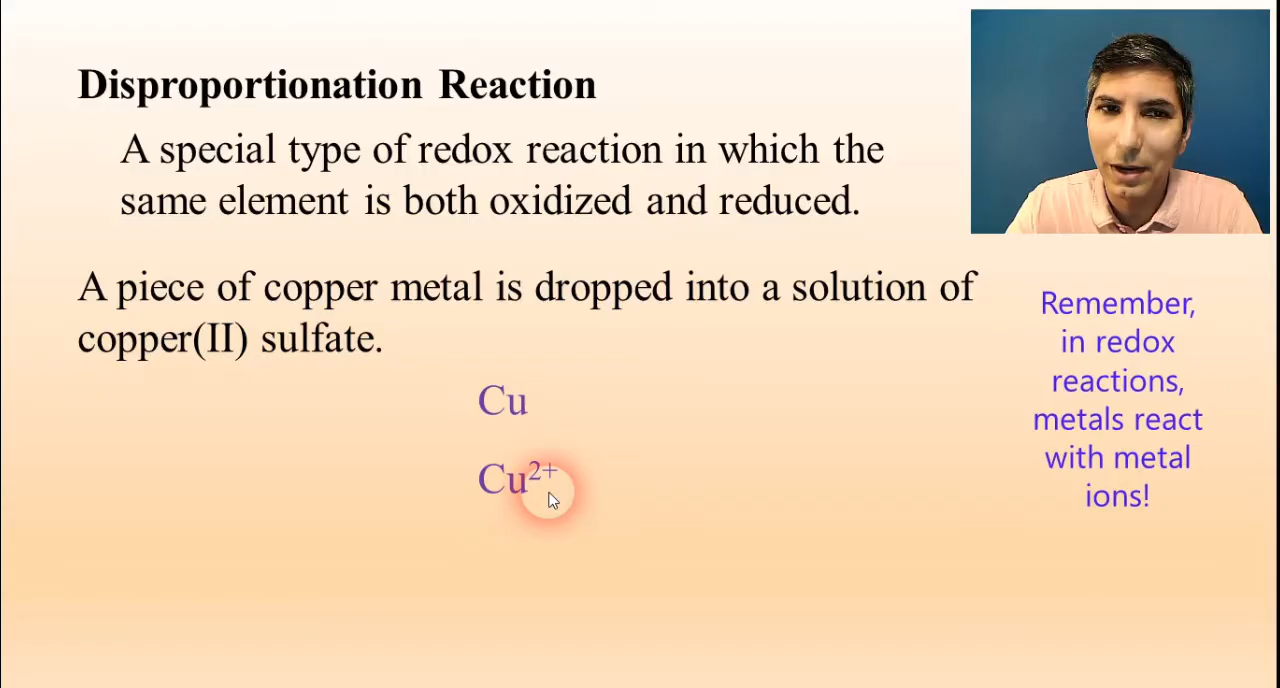 Disproportionation Reaction
A special type of redox reaction in which the
same element is both oxidized and reduced.
A piece of copper metal is dropped into a solution of
copper(II) sulfate.
Cu
Cu²⁺
Remember,
in redox
reactions,
metals react
with metal
ions!